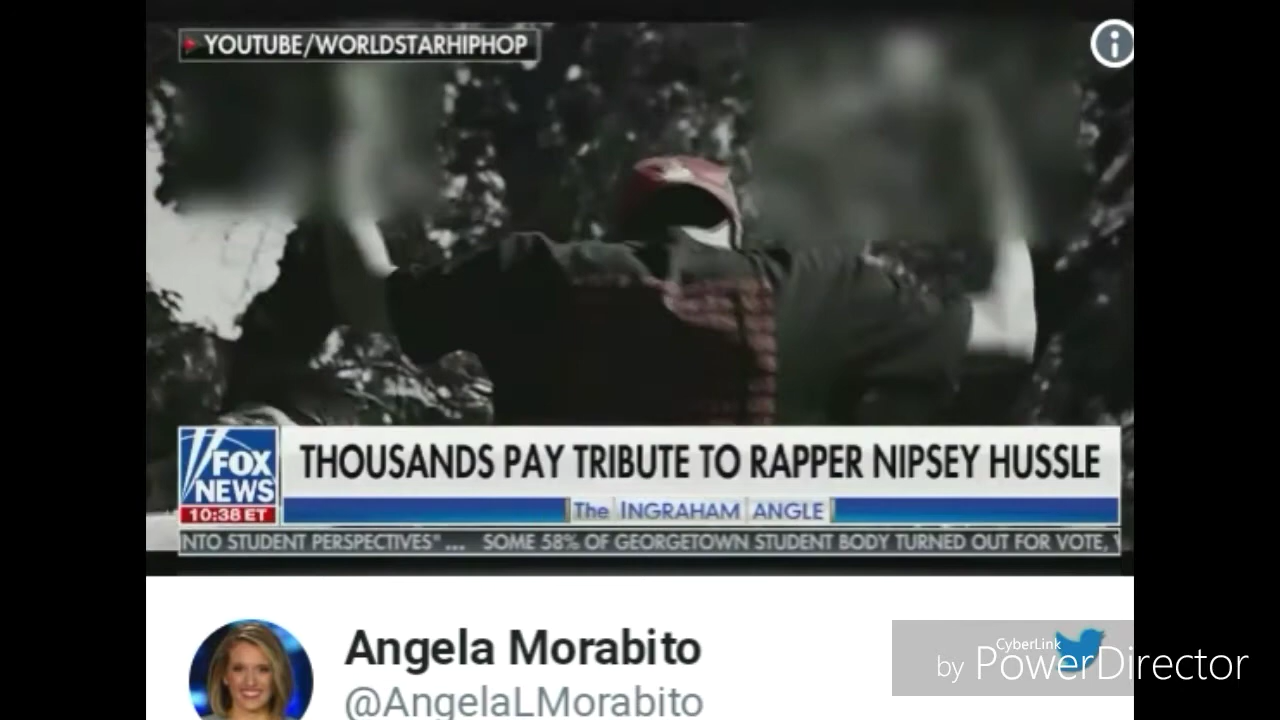 YOUTUBE/WORLDSTARHIPHOP
THOUSANDS PAY TRIBUTE TO RAPPER NIPSEY HUSSLE
FOX
NEWS
10:38 ET
The INGRAHAM ANGLE
NTO STUDENT PERSPECTIVES" ... SOME 58% OF GEORGETOWN STUDENT BODY TURNED OUT FOR VOTE,
Angela Morabito
@AngelaLMorabito
CyberLink
by PowerDirector